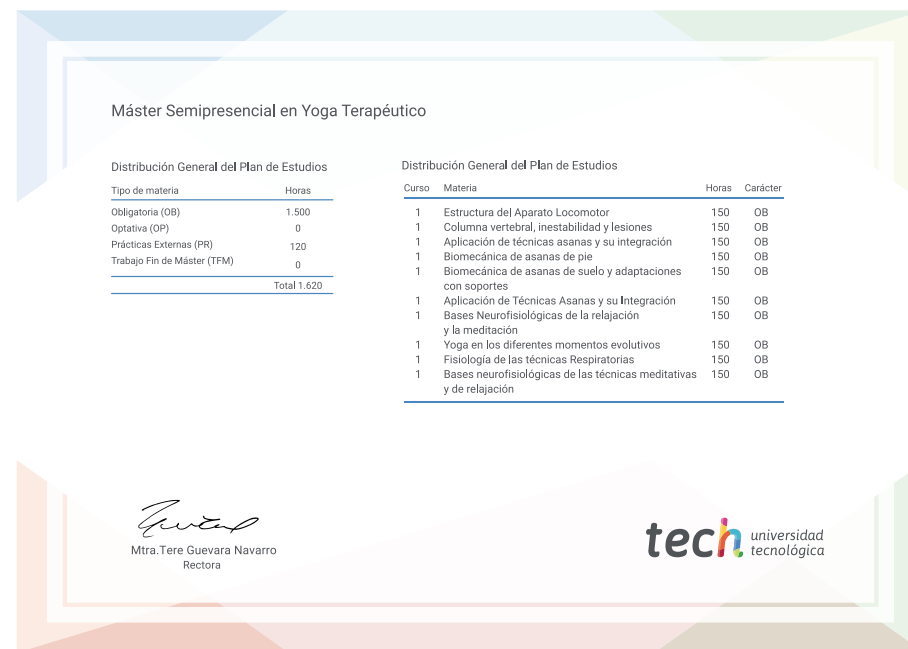 Máster Semipresencial en Yoga Terapéutico
Distribución General del Plan de Estudios
Tipo de materia Horas
Obligatoria (OB) 1.500
Optativa (OP) 0
Prácticas Externas (PR) 120
Trabajo Fin de Máster (TFM) 0
Total 1.620
Distribución General del Plan de Estudios
Curso Materia Horas Carácter
1 Estructura del Aparato Locomotor 150 OB
1 Columna vertebral, inestabilidad y lesiones 150 OB
1 Aplicación de técnicas asanas y su integración 150 OB
1 Biomecánica de asanas de pie 150 OB
1 Biomecánica de asanas de suelo y adaptaciones 150 OB
con soportes
1 Aplicación de Técnicas Asanas y su Integración 150 OB
1 Bases Neurofisiológicas de la relajación 150 OB
y la meditación
1 Yoga en los diferentes momentos evolutivos 150 OB
1 Fisiología de las técnicas Respiratorias 150 OB
1 Bases neurofisiológicas de las técnicas meditativas 150 OB
y de relajación
Mtra.Tere Guevara Navarro
Rectora
tech universidad
tecnológica